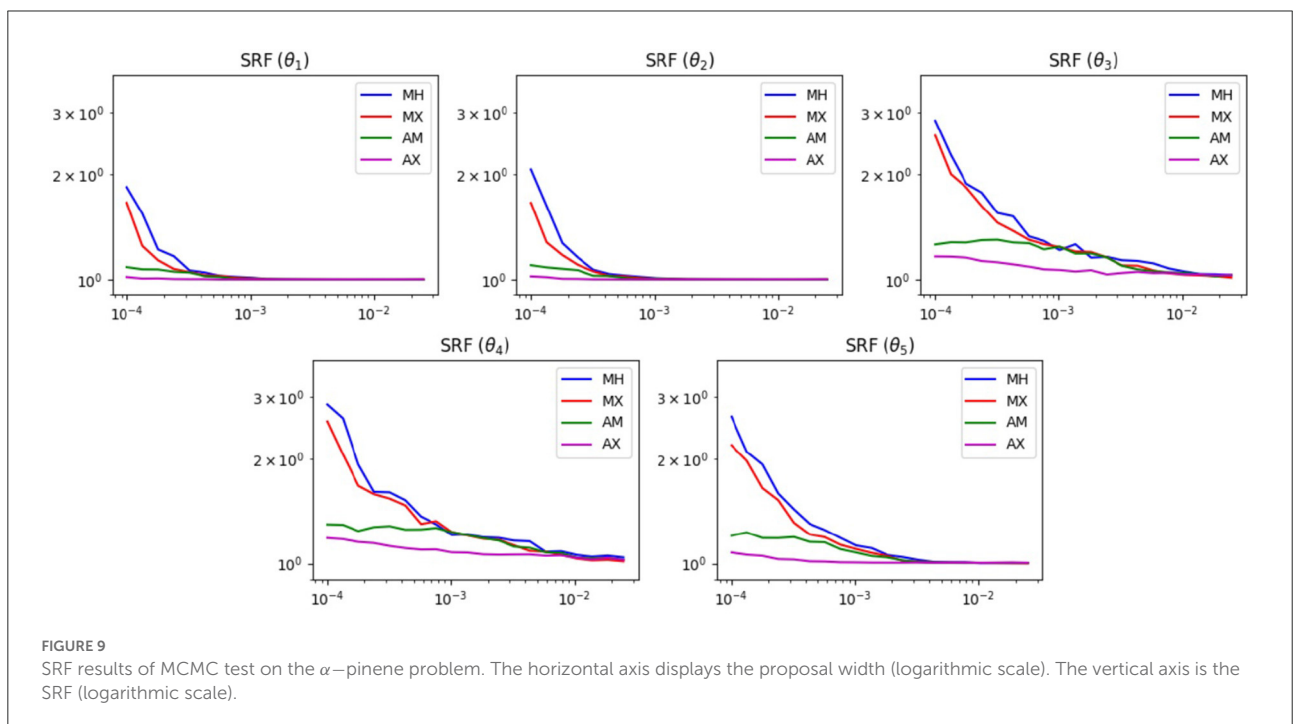 SRF (θ₁)
3 × 10⁰
2 × 10⁰
10⁰
10⁻⁴
10⁻³
10⁻²
MH
MX
AM
AX
SRF (θ₂)
3 × 10⁰
2 × 10⁰
10⁰
10⁻⁴
10⁻³
10⁻²
MH
MX
AM
AX
SRF (θ₃)
3 × 10⁰
2 × 10⁰
10⁰
10⁻⁴
10⁻³
10⁻²
MH
MX
AM
AX
SRF (θ₄)
3 × 10⁰
2 × 10⁰
10⁰
10⁻⁴
10⁻³
10⁻²
MH
MX
AM
AX
SRF (θ₅)
3 × 10⁰
2 × 10⁰
10⁰
10⁻⁴
10⁻³
10⁻²
MH
MX
AM
AX
FIGURE 9
SRF results of MCMC test on the α−pinene problem. The horizontal axis displays the proposal width (logarithmic scale). The vertical axis is the
SRF (logarithmic scale).